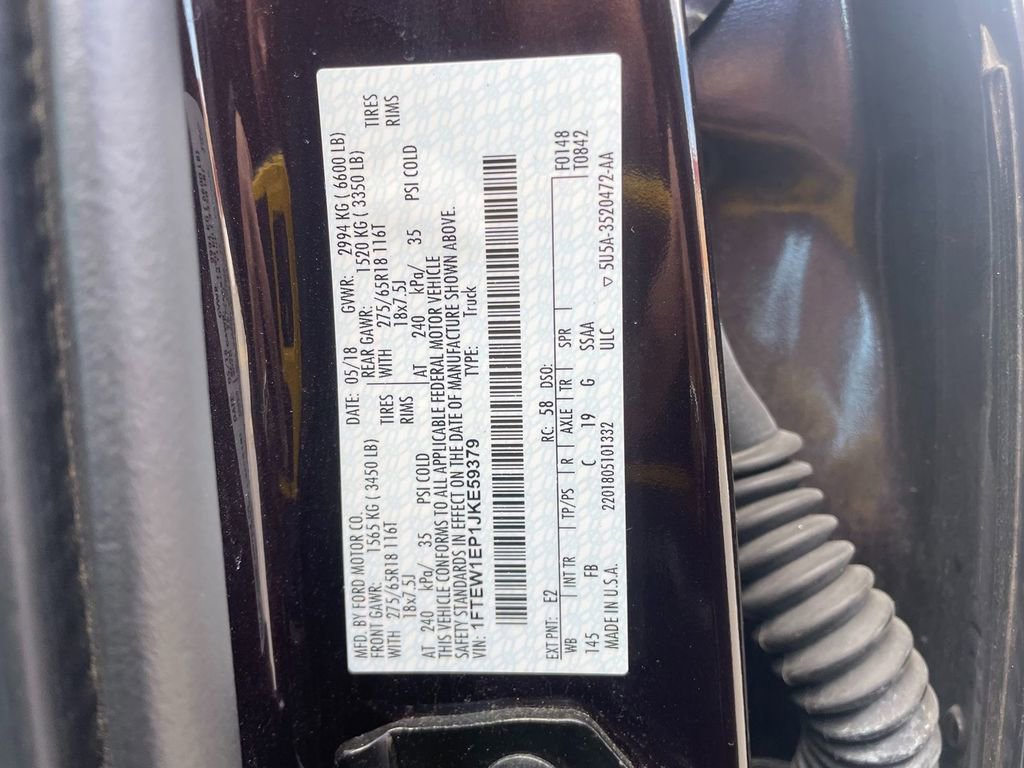 MFD. BY FORD MOTOR CO.
DATE: 05/18 GVWR: 2994 KG ( 6600 LB)
FRONT GAWR: 1565 KG ( 3450 LB) REAR GAWR: 1520 KG ( 3350 LB)
WITH 275/65R18 116T TIRES WITH 275/65R18 116T TIRES
18x7.5J RIMS 18x7.5J RIMS
AT 240 kPa/ 35 PSI COLD AT 240 kPa/ 35 PSI COLD
THIS VEHICLE CONFORMS TO ALL APPLICABLE FEDERAL MOTOR VEHICLE
SAFETY STANDARDS IN EFFECT ON THE DATE OF MANUFACTURE SHOWN ABOVE.
VIN: 1FTEW1EP1JKE59379 TYPE: Truck
EXT PNT: E2 RC: 58 DSO: F0148
WB INT TR TP/PS R AXLE TR SPR T0842
145 FB C 19 G SSAA
MADE IN U.S.A. 2201805101332 ULC ▽ 5U5A-3520472-AA